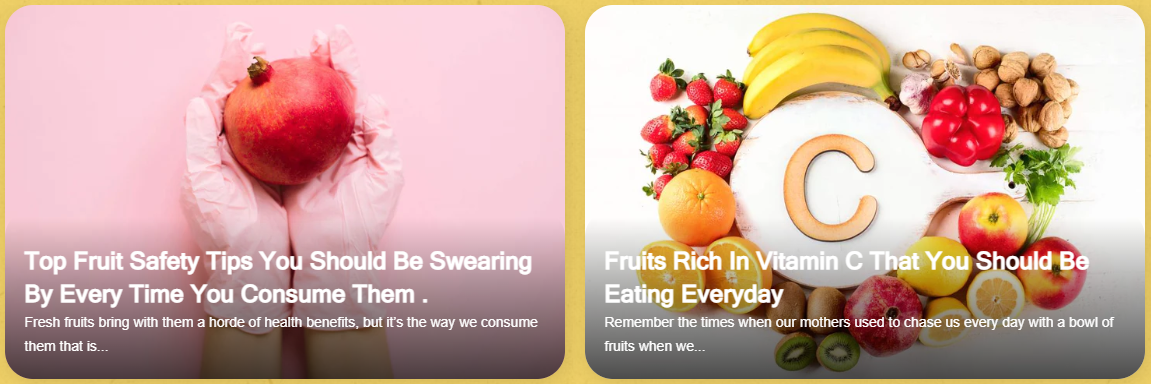 Top Fruit Safety Tips You Should Be Swearing
By Every Time You Consume Them .
Fresh fruits bring with them a horde of health benefits, but it's the way we consume
them that is...
C
Fruits Rich In Vitamin C That You Should Be
Eating Everyday
Remember the times when our mothers used to chase us every day with a bowl of
fruits when we...